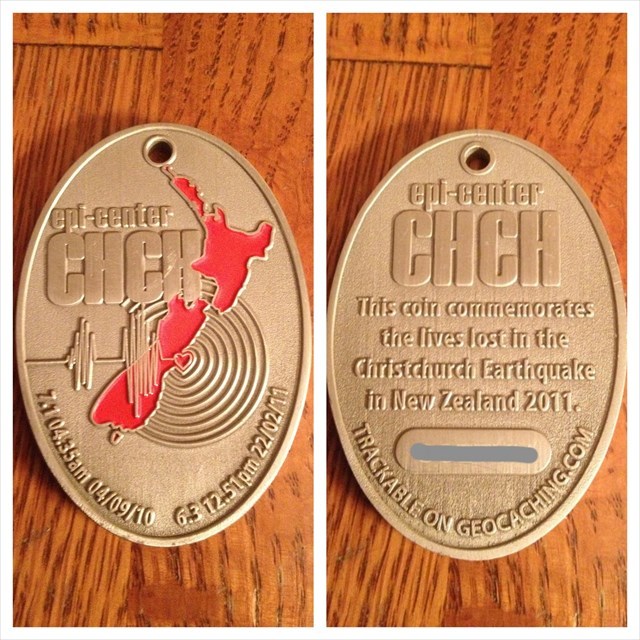 epi-center
CHCH
7.1 04.35am 04/09/10
6.3 12.51pm 22/02/11
epi-center
CHCH
This coin commemorates
the lives lost in the
Christchurch Earthquake
in New Zealand 2011.
TRACKABLE ON GEOCACHING.COM